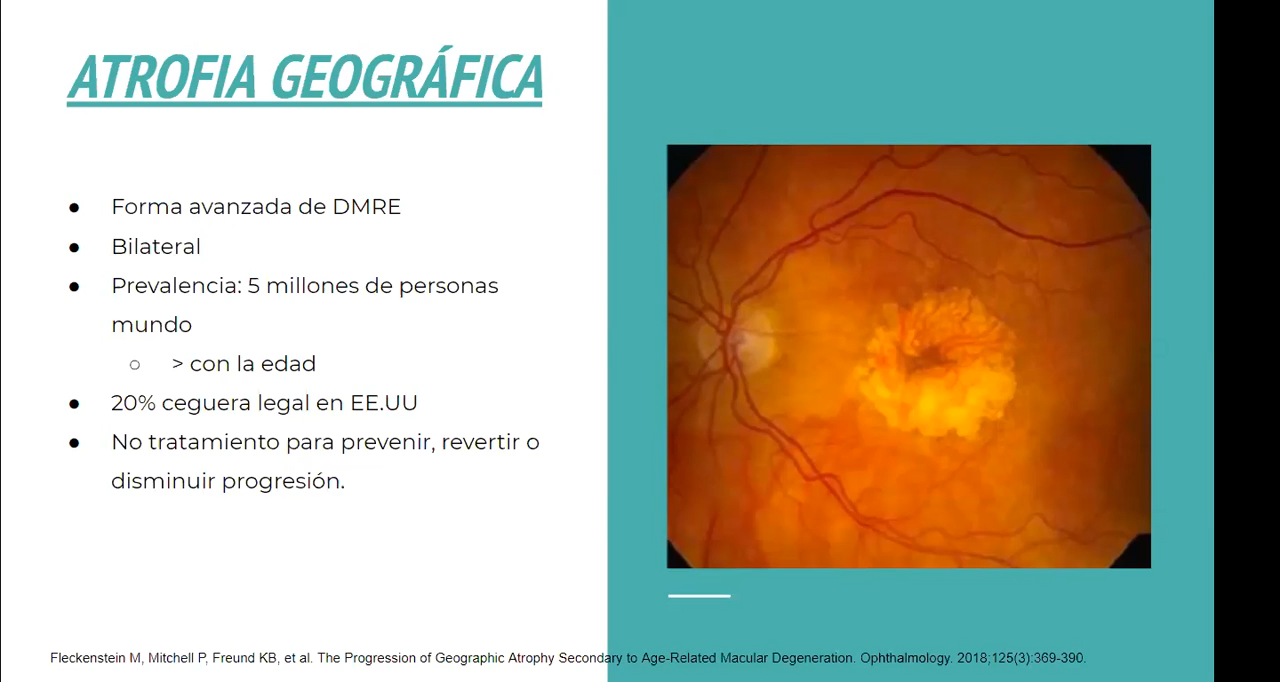 ATROFIA GEOGRÁFICA
● Forma avanzada de DMRE
● Bilateral
● Prevalencia: 5 millones de personas
mundo
○ > con la edad
● 20% ceguera legal en EE.UU
● No tratamiento para prevenir, revertir o
disminuir progresión.
Fleckenstein M, Mitchell P, Freund KB, et al. The Progression of Geographic Atrophy Secondary to Age-Related Macular Degeneration. Ophthalmology. 2018;125(3):369-390.